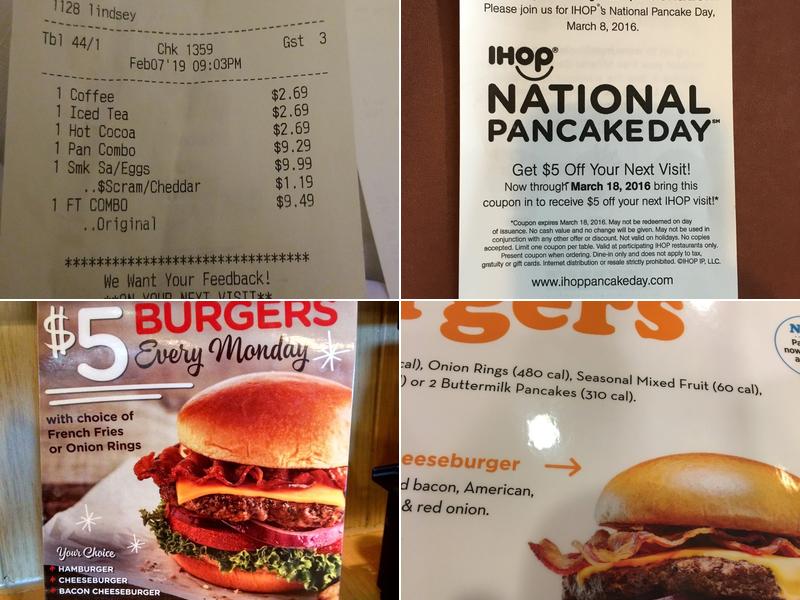 1128 lindsey
Tbl 44/1 Chk 1359 Gst 3
Feb07'19 09:03PM
1 Coffee $2.69
1 Iced Tea $2.69
1 Hot Cocoa $2.69
1 Pan Combo $9.29
1 Smk Sa/Eggs $9.99
..$Scram/Cheddar $1.19
1 FT COMBO $9.49
..Original
**********************************
We Want Your Feedback!
**ON YOUR NEXT VISIT**
Please join us for IHOP®'s National Pancake Day,
March 8, 2016.
IHOP®
NATIONAL
PANCAKE DAY℠
Get $5 Off Your Next Visit!
Now through March 18, 2016 bring this
coupon in to receive $5 off your next IHOP visit!*
*Coupon expires March 18, 2016. May not be redeemed on day
of issuance. No cash value and no change will be given. May not be used in
conjunction with any other offer or discount. Not valid on holidays. No copies
accepted. Limit one coupon per table. Valid at participating IHOP restaurants only.
Present coupon when ordering. Dine-in only and does not apply to tax,
gratuity or gift cards. Internet distribution or resale strictly prohibited. ©IHOP IP, LLC.
www.ihoppancakeday.com
$5 BURGERS
Every Monday
with choice of
French Fries
or Onion Rings
Your Choice
HAMBURGER
CHEESEBURGER
BACON CHEESEBURGER
rgers
cal), Onion Rings (480 cal), Seasonal Mixed Fruit (60 cal),
) or 2 Buttermilk Pancakes (310 cal).
N
Pa
now
a
eeseburger →
d bacon, American,
& red onion.